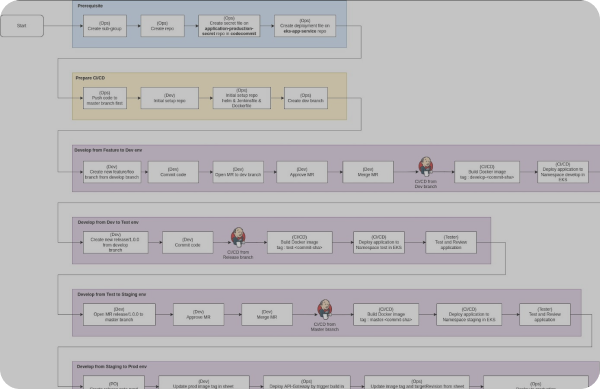 Start
Prerequisite
(Ops)
Create sub group
(Ops)
Create repo
(Ops)
Create secret file on
application-production-
secret repo in codecommit
(Ops)
Create deployment file on
eks-app-service repo
Prepare CI/CD
(Ops)
Push code to
master branch first
(Dev)
Initial setup repo
(Ops)
Initial setup repo
helm & Jenkinsfile &
Dockerfile
(Ops)
Create dev branch
Develop from Feature to Dev env
(Dev)
Create new feature/foo
branch from develop branch
(Dev)
Commit code
(Dev)
Open MR to dev branch
(Dev)
Approve MR
(Dev)
Merge MR
CI/CD from
Dev branch
(CI/CD)
Build Docker image
tag : develop-<commit-sha>
(CI/CD)
Deploy application to
Namespace develop in
EKS
Develop from Dev to Test env
(Dev)
Create new release/1.0.0
from develop
branch
(Dev)
Commit code
CI/CD from
Release branch
(CI/CD)
Build Docker image
tag : test-<commit-sha>
(CI/CD)
Deploy application to
Namespace test in EKS
(Tester)
Test and Review
application
Develop from Test to Staging env
(Dev)
Open MR release/1.0.0 to
master branch
(Dev)
Approve MR
(Dev)
Merge MR
CI/CD from
Master branch
(CI/CD)
Build Docker image
tag : master-<commit-sha>
(CI/CD)
Deploy application to
Namespace staging in EKS
(Tester)
Test and Review
application
Develop from Staging to Prod env
(Dev)
Update prod image tag in sheet
(Ops)
Deploy API-Gateway by trigger build in
(Ops)
Update image tag and targetRevision from sheet
(Ops)